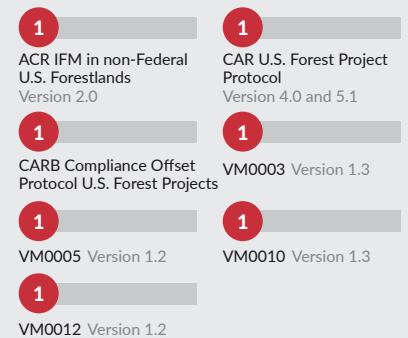 1
ACR IFM in non-Federal
U.S. Forestlands
Version 2.0
1
CAR U.S. Forest Project
Protocol
Version 4.0 and 5.1
1
CARB Compliance Offset
Protocol U.S. Forest Projects
1
VM0003 Version 1.3
1
VM0005 Version 1.2
1
VM0010 Version 1.3
1
VM0012 Version 1.2